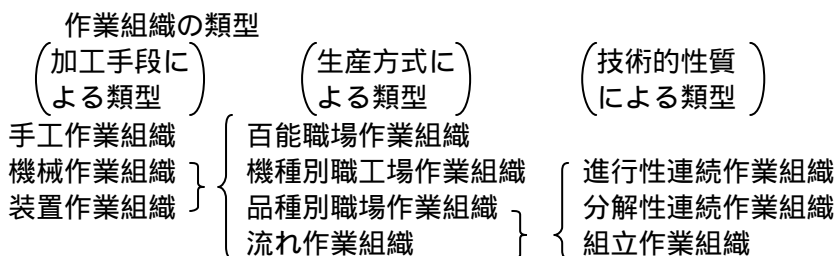 作業組織の類型
加工手段に 生産方式に 技術的性質
よる類型 よる類型 による類型
手工作業組織 百能職場作業組織
機械作業組織 機種別職工場作業組織 進行性連続作業組織
装置作業組織 品種別職場作業組織 分解性連続作業組織
流れ作業組織 組立作業組織